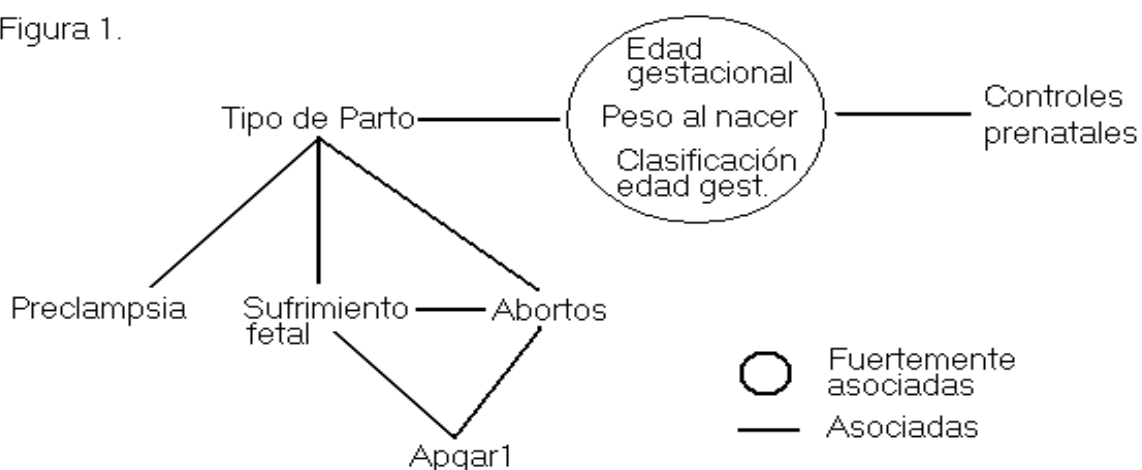 Figura 1.
Edad
gestacional
Tipo de Parto
Peso al nacer
Clasificación
edad gest.
Controles
prenatales
Preclampsia
Sufrimiento
fetal
Abortos
Apgar1
Fuertemente
asociadas
Asociadas